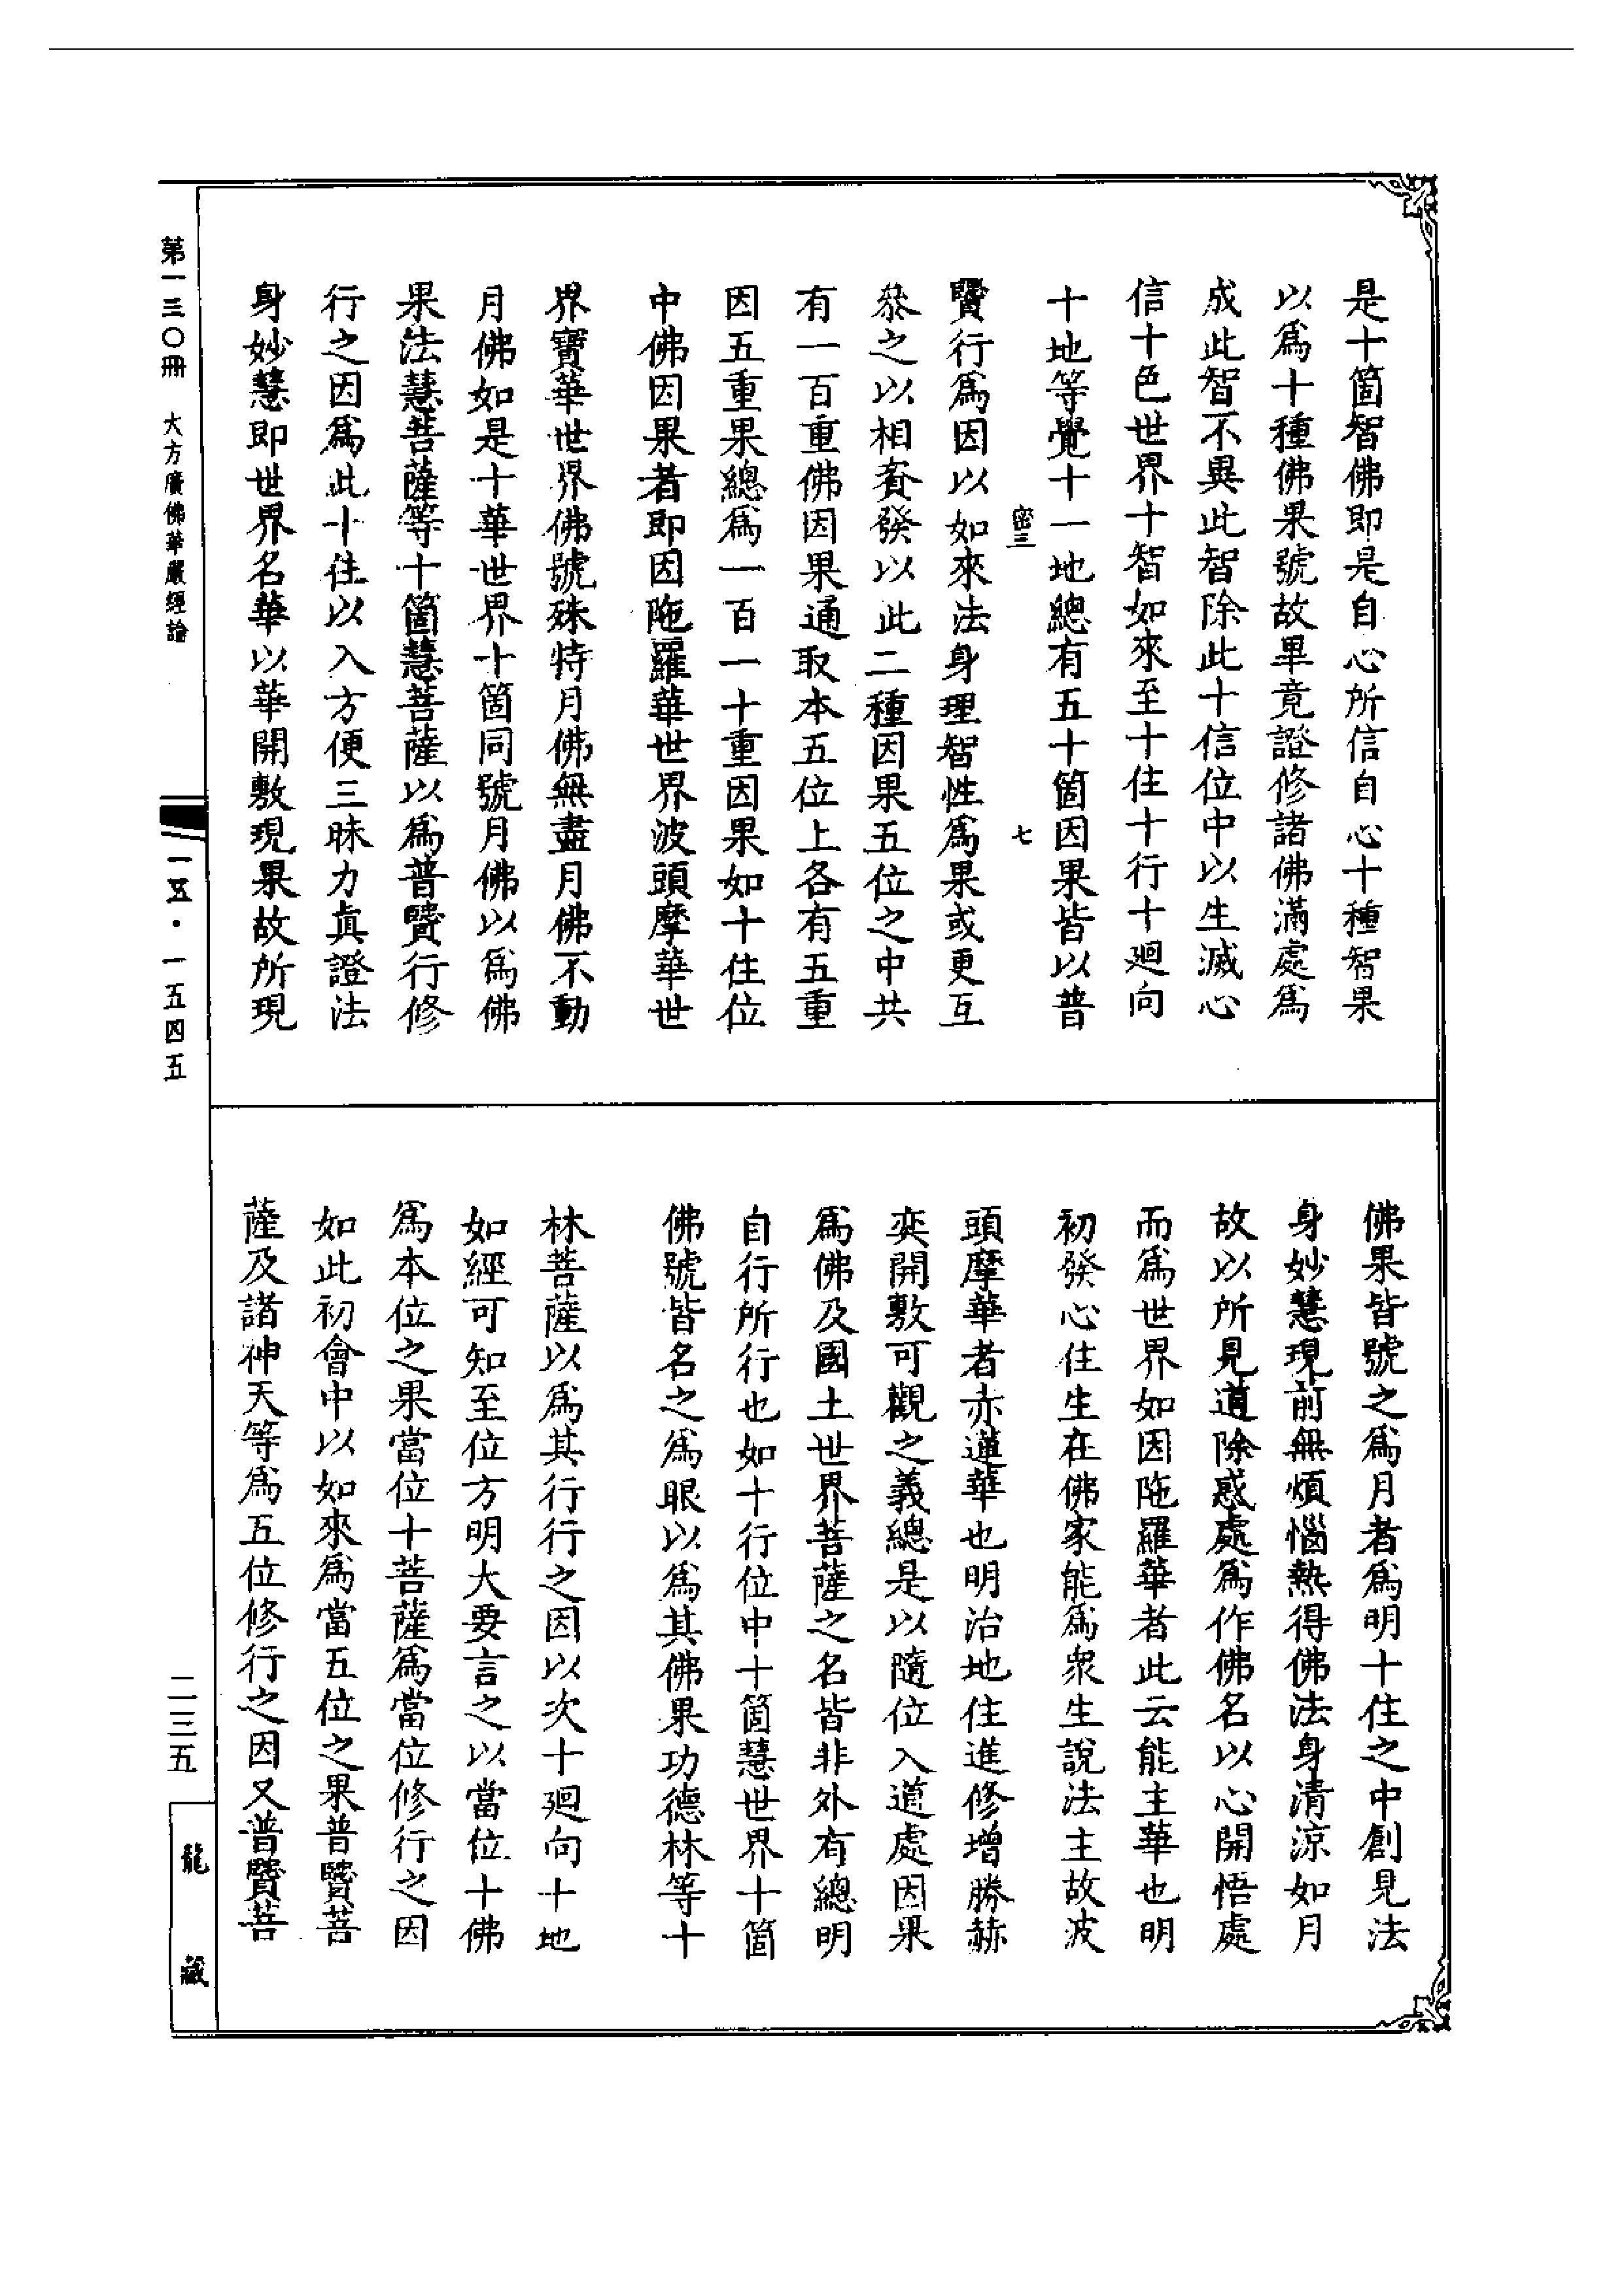 是十箇智佛即是自心所信自心十種智果
以爲十種佛果號故畢竟證修諸佛滿處爲
成此智不異此智除此十信位中以生滅心
信十色世界十智如來至十住十行十廻向
十地等覺十一地總有五十箇因果皆以普
密三　七
賢行爲因以如來法身理智性爲果或更互
叅之以相資發以此二種因果五位之中共
有一百重佛因果通取本五位上各有五重
因五重果總爲一百一十重因果如十住位
中佛因果者即因陁羅華世界波頭摩華世
界寶華世界佛號殊特月佛無盡月佛不動
月佛如是十華世界十箇同號月佛以爲佛
果法慧菩薩等十箇慧菩薩以爲普賢行修
行之因爲此十住以入方便三昧力眞證法
身妙慧即世界名華以華開敷現果故所現
佛果皆號之爲月者爲明十住之中創見法
身妙慧現前無煩惱熱得佛法身清涼如月
故以所見道除惑處爲作佛名以心開悟處
而爲世界如因陁羅華者此云能主華也明
初發心住生在佛家能爲衆生說法主故波
頭摩華者赤蓮華也明治地住進修增勝赫
奕開敷可觀之義總是以隨位入道處因果
爲佛及國土世界菩薩之名皆非外有總明
自行所行也如十行位中十箇慧世界十箇
佛號皆名之爲眼以爲其佛果功德林等十
林菩薩以爲其行行之因以次十廻向十地
如經可知至位方明大要言之以當位十佛
爲本位之果當位十菩薩爲當位修行之因
如此初會中以如來爲當五位之果普賢菩
薩及諸神天等爲五位修行之因又普賢菩
第一三〇冊　大方廣佛華嚴經論
一五·一五四五
二三五
龍藏